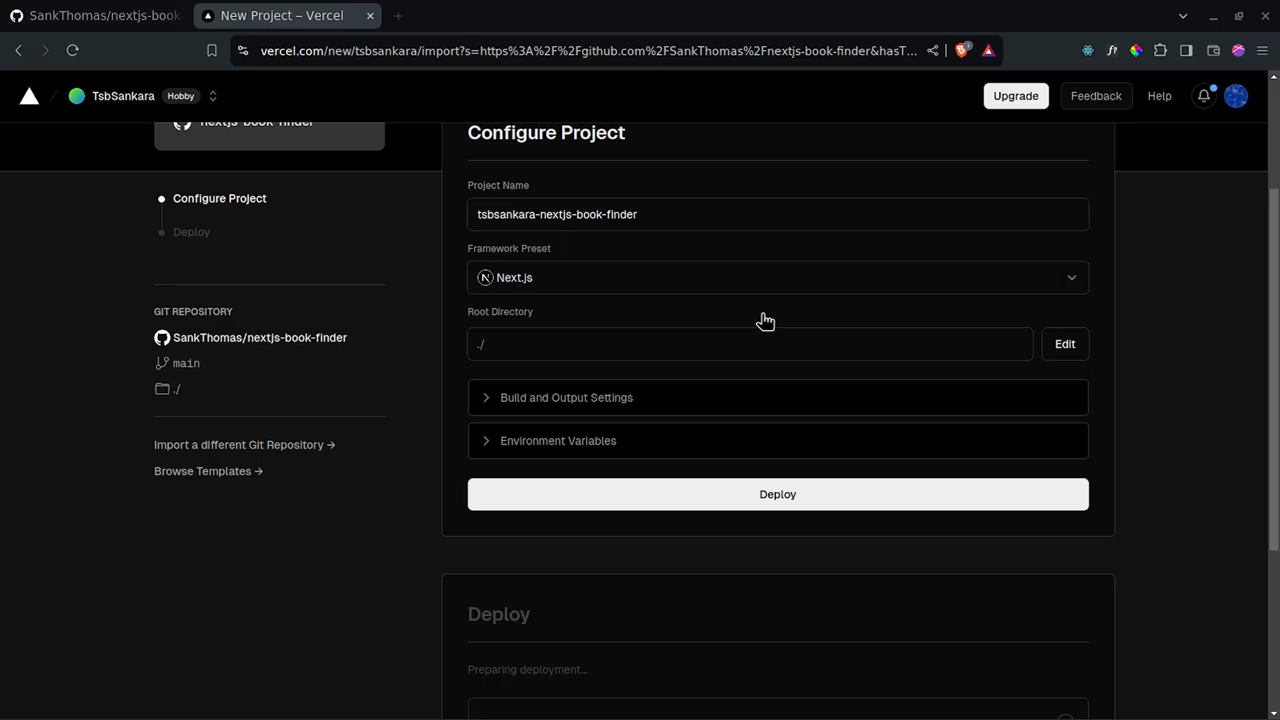 SankThomas/nextjs-book
New Project – Vercel
vercel.com/new/tsbsankara/import?s=https%3A%2F%2Fgithub.com%2FSankThomas%2Fnextjs-book-finder&hasT...
TsbSankara Hobby
Upgrade
Feedback
Help
nextjs-book-finder
Configure Project
Deploy
GIT REPOSITORY
SankThomas/nextjs-book-finder
main
./
Import a different Git Repository →
Browse Templates →
Configure Project
Project Name
tsbsankara-nextjs-book-finder
Framework Preset
Next.js
Root Directory
./
Edit
Build and Output Settings
Environment Variables
Deploy
Deploy
Preparing deployment...